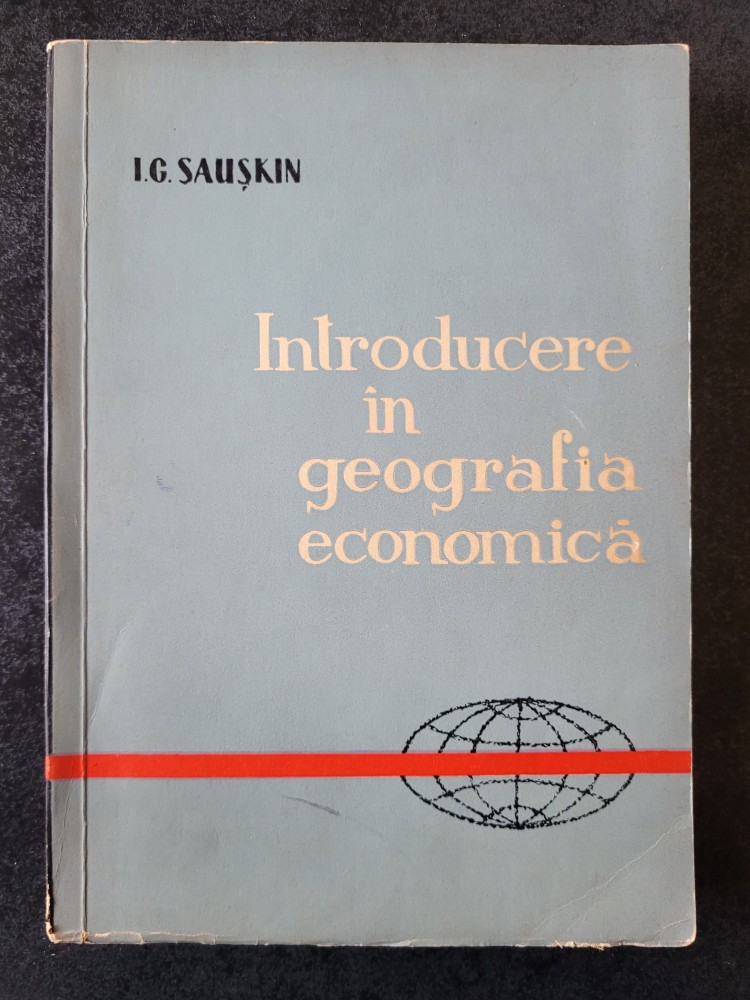 I.G. SAUȘKIN
Introducere
în
geografia
economică